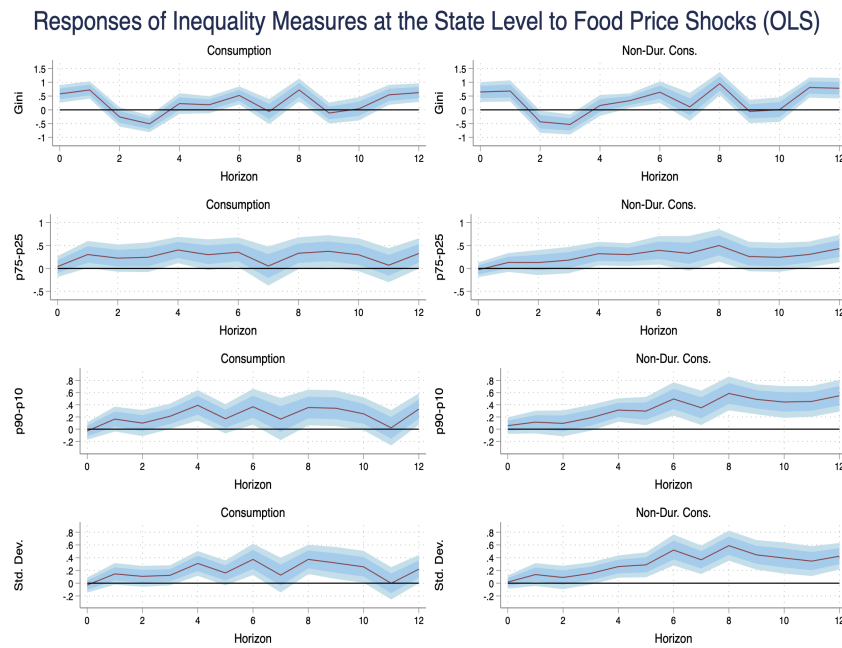 Responses of Inequality Measures at the State Level to Food Price Shocks (OLS)
Consumption
Gini
1.5
1
.5
0
-.5
-1
0 2 4 6 8 10 12
Horizon
Non-Dur. Cons.
Gini
1.5
1
.5
0
-.5
-1
0 2 4 6 8 10 12
Horizon
Consumption
p75-p25
1
.5
0
-.5
0 2 4 6 8 10 12
Horizon
Non-Dur. Cons.
p75-p25
1
.5
0
-.5
0 2 4 6 8 10 12
Horizon
Consumption
p90-p10
.8
.6
.4
.2
0
-.2
0 2 4 6 8 10 12
Horizon
Non-Dur. Cons.
p90-p10
.8
.6
.4
.2
0
-.2
0 2 4 6 8 10 12
Horizon
Consumption
Std. Dev.
.8
.6
.4
.2
0
-.2
0 2 4 6 8 10 12
Horizon
Non-Dur. Cons.
Std. Dev.
.8
.6
.4
.2
0
-.2
0 2 4 6 8 10 12
Horizon